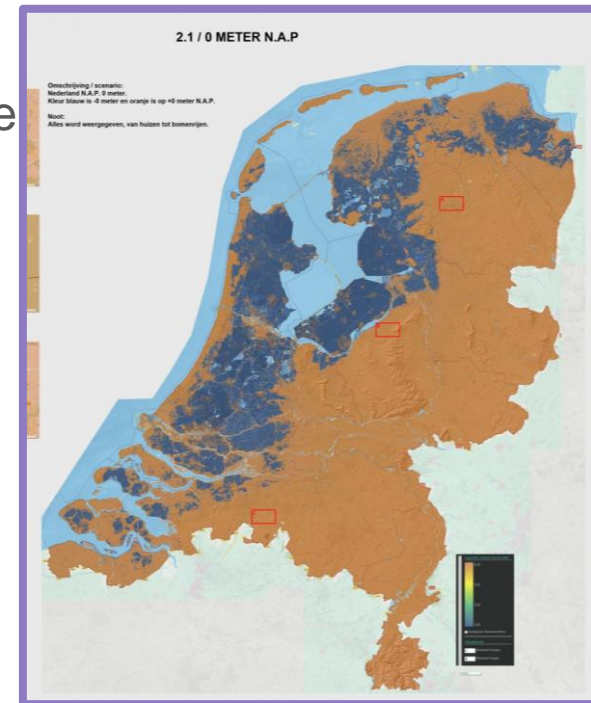 2.1 / 0 METER N.A.P
Omschrijving / scenario:
Nederland N.A.P. 0 meter.
Kleur blauw is -0 meter en oranje is op +0 meter N.A.P.
Noot:
Alles word weergegeven, van huizen tot bomenrijen.
e